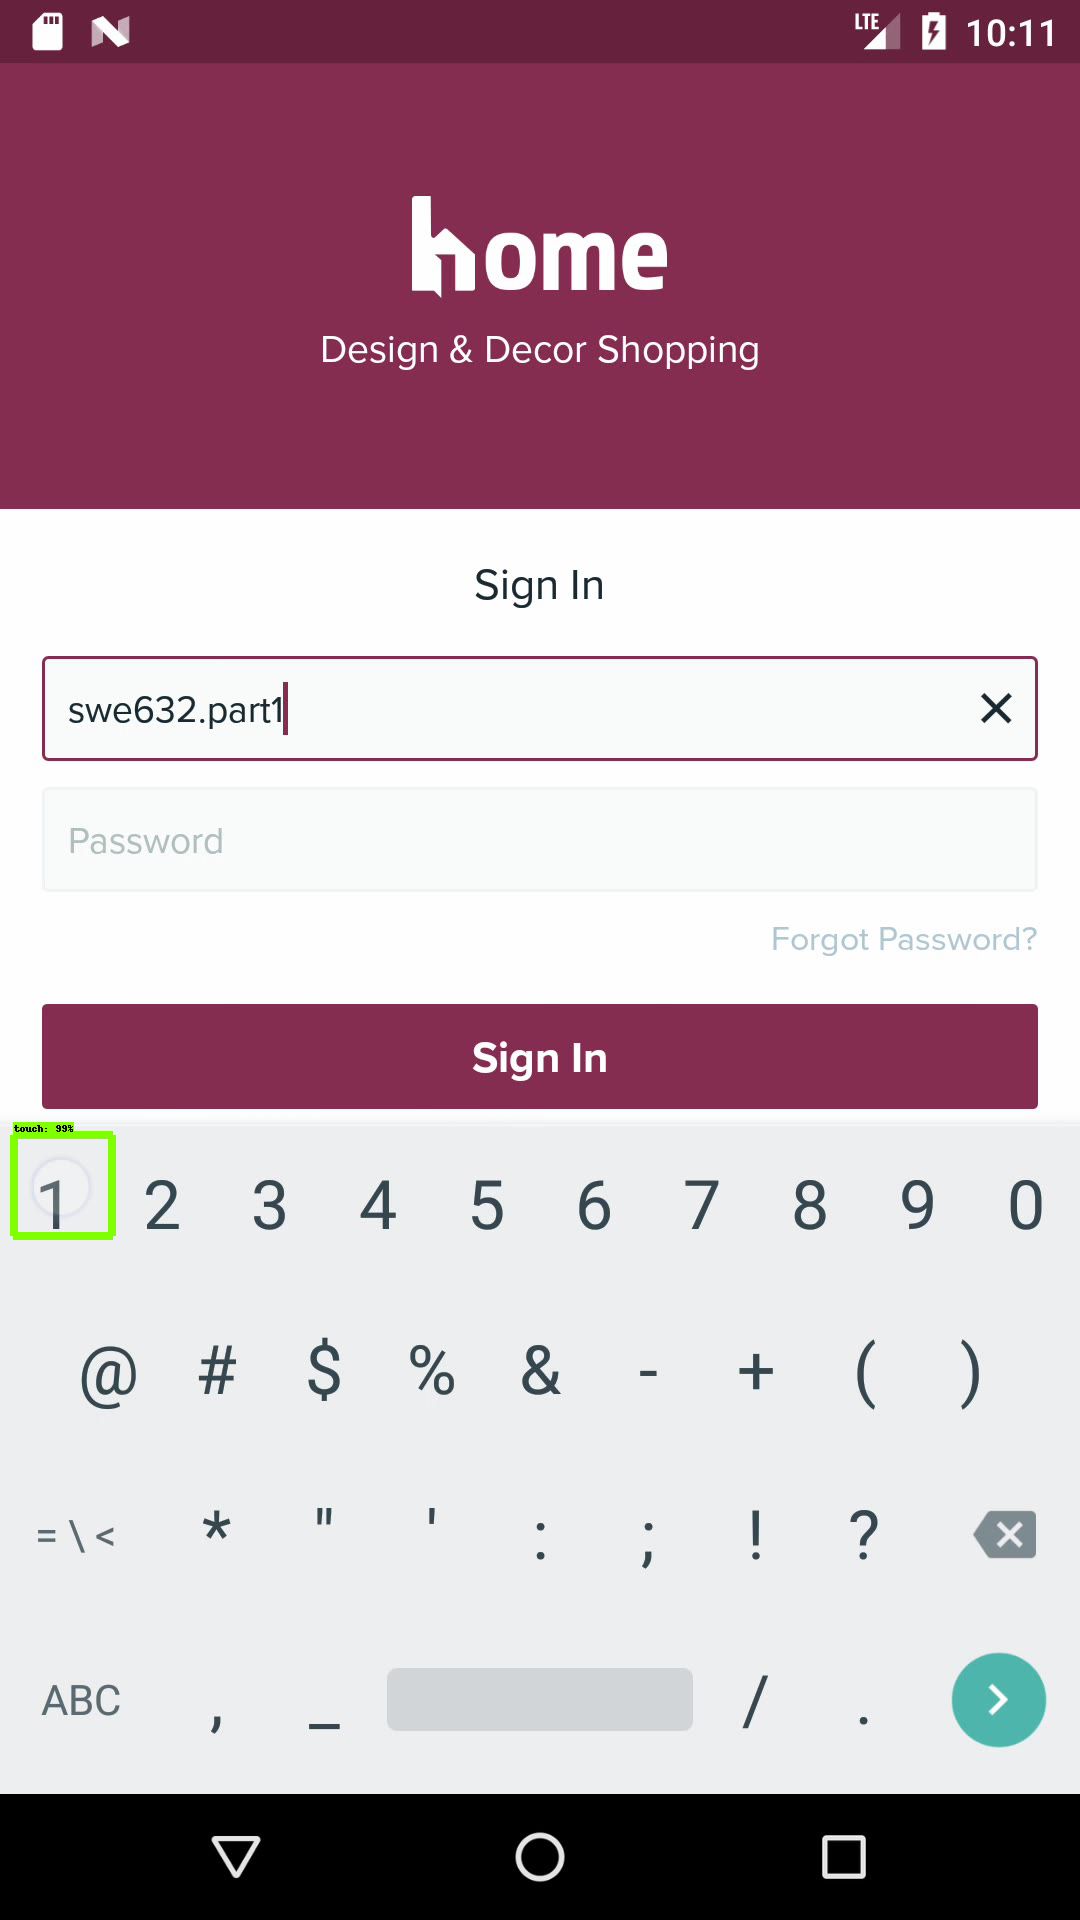 LTE 10:11
home
Design & Decor Shopping
Sign In
swe632.part1
Password
Forgot Password?
Sign In
touch: 99%
1 2 3 4 5 6 7 8 9 0
@ # $ % & - + ( )
= \ < * " ' : ; ! ?
ABC , _ / .